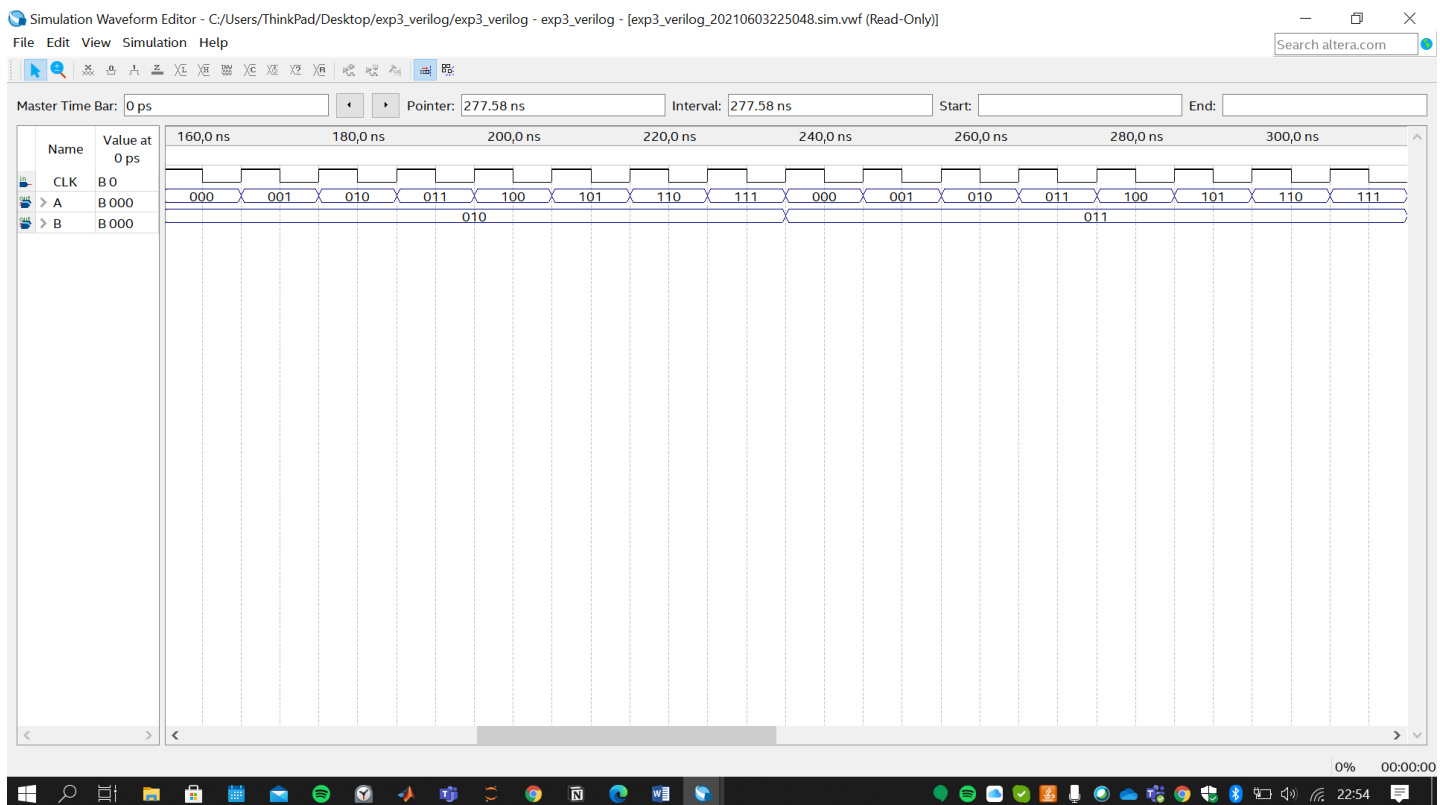 Simulation Waveform Editor - C:/Users/ThinkPad/Desktop/exp3_verilog/exp3_verilog - exp3_verilog - [exp3_verilog_20210603225048.sim.vwf (Read-Only)]
File Edit View Simulation Help
Search altera.com
Master Time Bar: 0 ps Pointer: 277.58 ns Interval: 277.58 ns Start: End:
Name Value at 0 ps 160,0 ns 180,0 ns 200,0 ns 220,0 ns 240,0 ns 260,0 ns 280,0 ns 300,0 ns
CLK B 0
A B 000 000 001 010 011 100 101 110 111 000 001 010 011 100 101 110 111
B B 000 010 011
0% 00:00:00
22:54